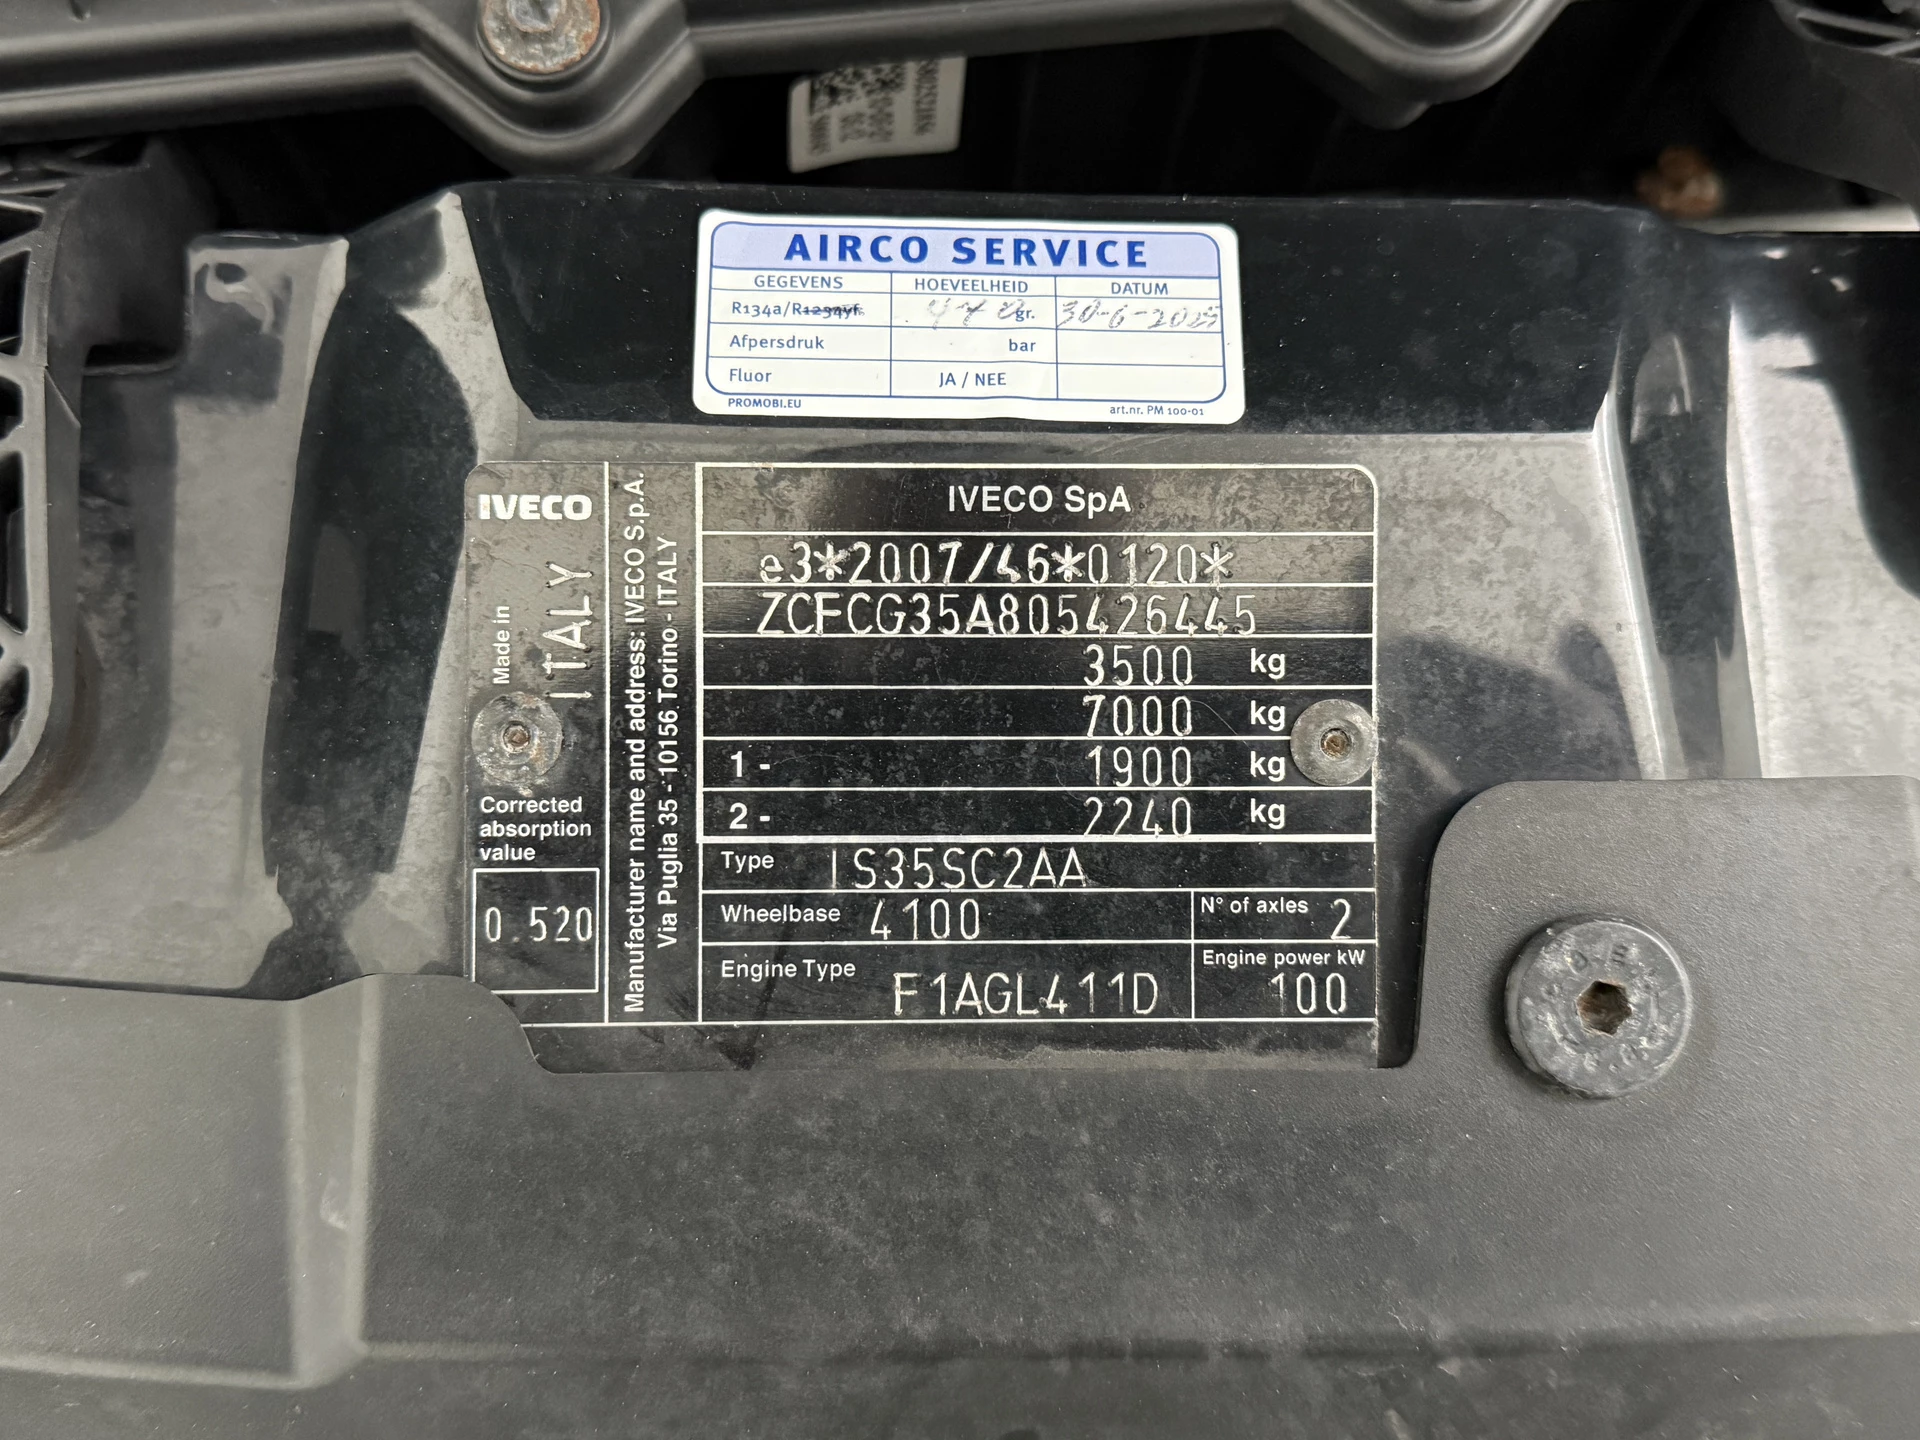 AIRCO SERVICE
GEGEVENS HOEVEELHEID DATUM
R134a/R1234yf gr. 30-6-2025
Afpersdruk bar
Fluor JA / NEE
PROMOBI.EU art.nr. PM 100-01
IVECO
Made in ITALY
Corrected
absorption
value
0.520
Manufacturer name and address: IVECO S.p.A.
Via Puglia 35 - 10156 Torino - ITALY
IVECO SpA
e3*2007/46*0120*
ZCFCG35A805426445
3500 kg
7000 kg
1 - 1900 kg
2 - 2240 kg
Type IS35SC2AA
Wheelbase 4100
N° of axles 2
Engine Type F1AGL411D
Engine power kW 100